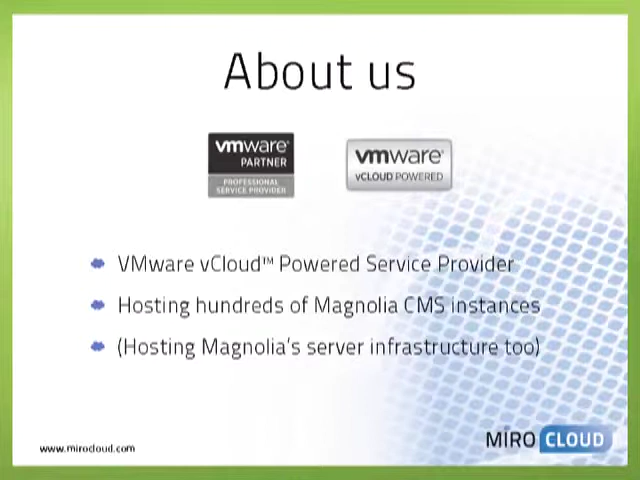 About us
vmware®
PARTNER
PROFESSIONAL
SERVICE PROVIDER
vmware®
vCLOUD POWERED
VMware vCloud™ Powered Service Provider
Hosting hundreds of Magnolia CMS instances
(Hosting Magnolia's server infrastructure too)
www.mirocloud.com
MIRO CLOUD